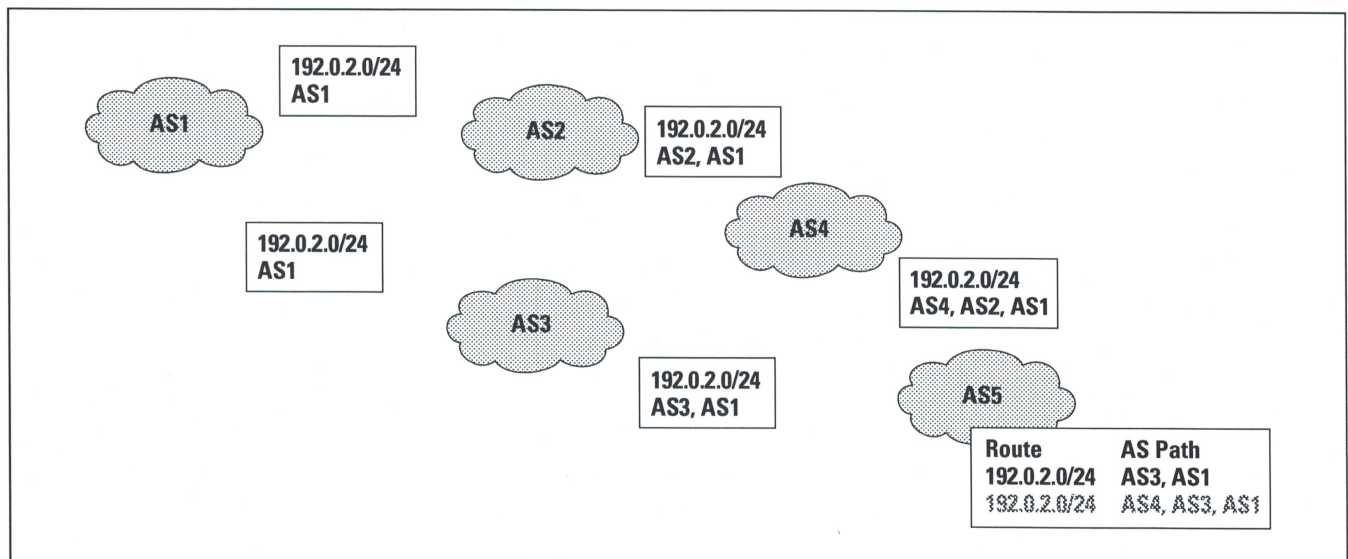 192.0.2.0/24
AS1
AS1
AS2
192.0.2.0/24
AS2, AS1
192.0.2.0/24
AS1
AS4
AS3
192.0.2.0/24
AS4, AS2, AS1
192.0.2.0/24
AS3, AS1
AS5
Route AS Path
192.0.2.0/24 AS3, AS1
192.0.2.0/24 AS4, AS3, AS1